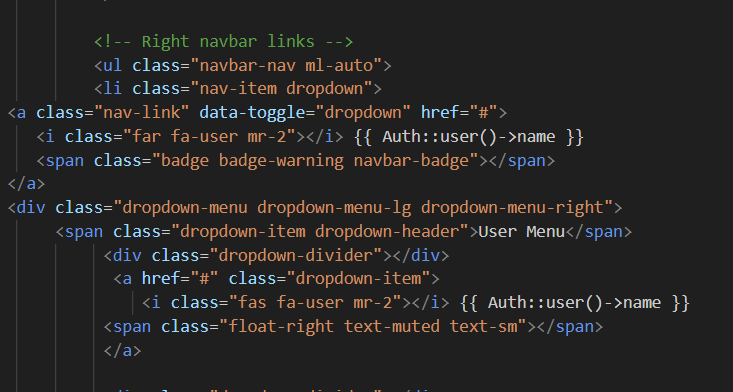 <!-- Right navbar links -->
<ul class="navbar-nav ml-auto">
<li class="nav-item dropdown">
<a class="nav-link" data-toggle="dropdown" href="#">
<i class="far fa-user mr-2"></i> {{ Auth::user()->name }}
<span class="badge badge-warning navbar-badge"></span>
</a>
<div class="dropdown-menu dropdown-menu-lg dropdown-menu-right">
<span class="dropdown-item dropdown-header">User Menu</span>
<div class="dropdown-divider"></div>
<a href="#" class="dropdown-item">
<i class="fas fa-user mr-2"></i> {{ Auth::user()->name }}
<span class="float-right text-muted text-sm"></span>
</a>